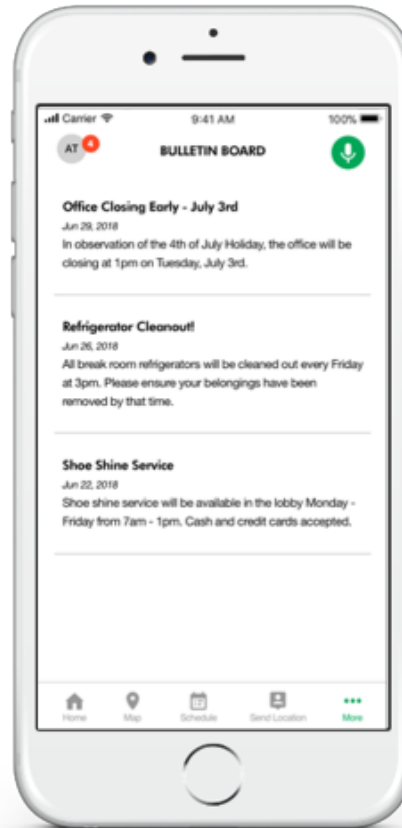 Carrier 9:41 AM 100%
AT 4 BULLETIN BOARD
Office Closing Early - July 3rd
Jun 29, 2018
In observation of the 4th of July Holiday, the office will be
closing at 1pm on Tuesday, July 3rd.
Refrigerator Cleanout!
Jun 26, 2018
All break room refrigerators will be cleaned out every Friday
at 3pm. Please ensure your belongings have been
removed by that time.
Shoe Shine Service
Jun 22, 2018
Shoe shine service will be available in the lobby Monday -
Friday from 7am - 1pm. Cash and credit cards accepted.
Home Map Schedule Send Location More